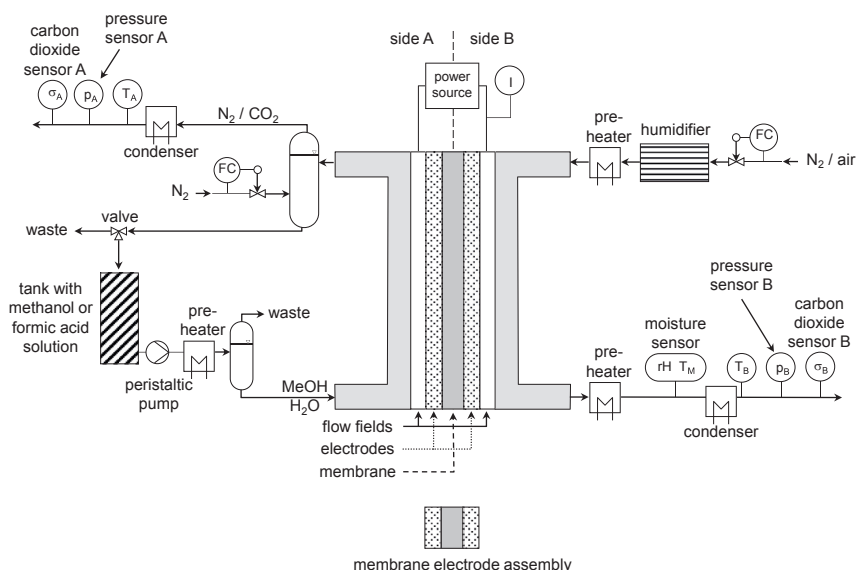 carbon
dioxide
sensor A
pressure
sensor A
σA
pA
TA
condenser
N2 / CO2
FC
N2
valve
waste
tank with
methanol or
formic acid
solution
peristaltic
pump
pre-
heater
waste
MeOH
H2O
side A
side B
power
source
I
pre-
heater
humidifier
FC
N2 / air
pre-
heater
moisture
sensor
rH TM
condenser
pressure
sensor B
carbon
dioxide
sensor B
TB
pB
σB
flow fields
electrodes
membrane
membrane electrode assembly